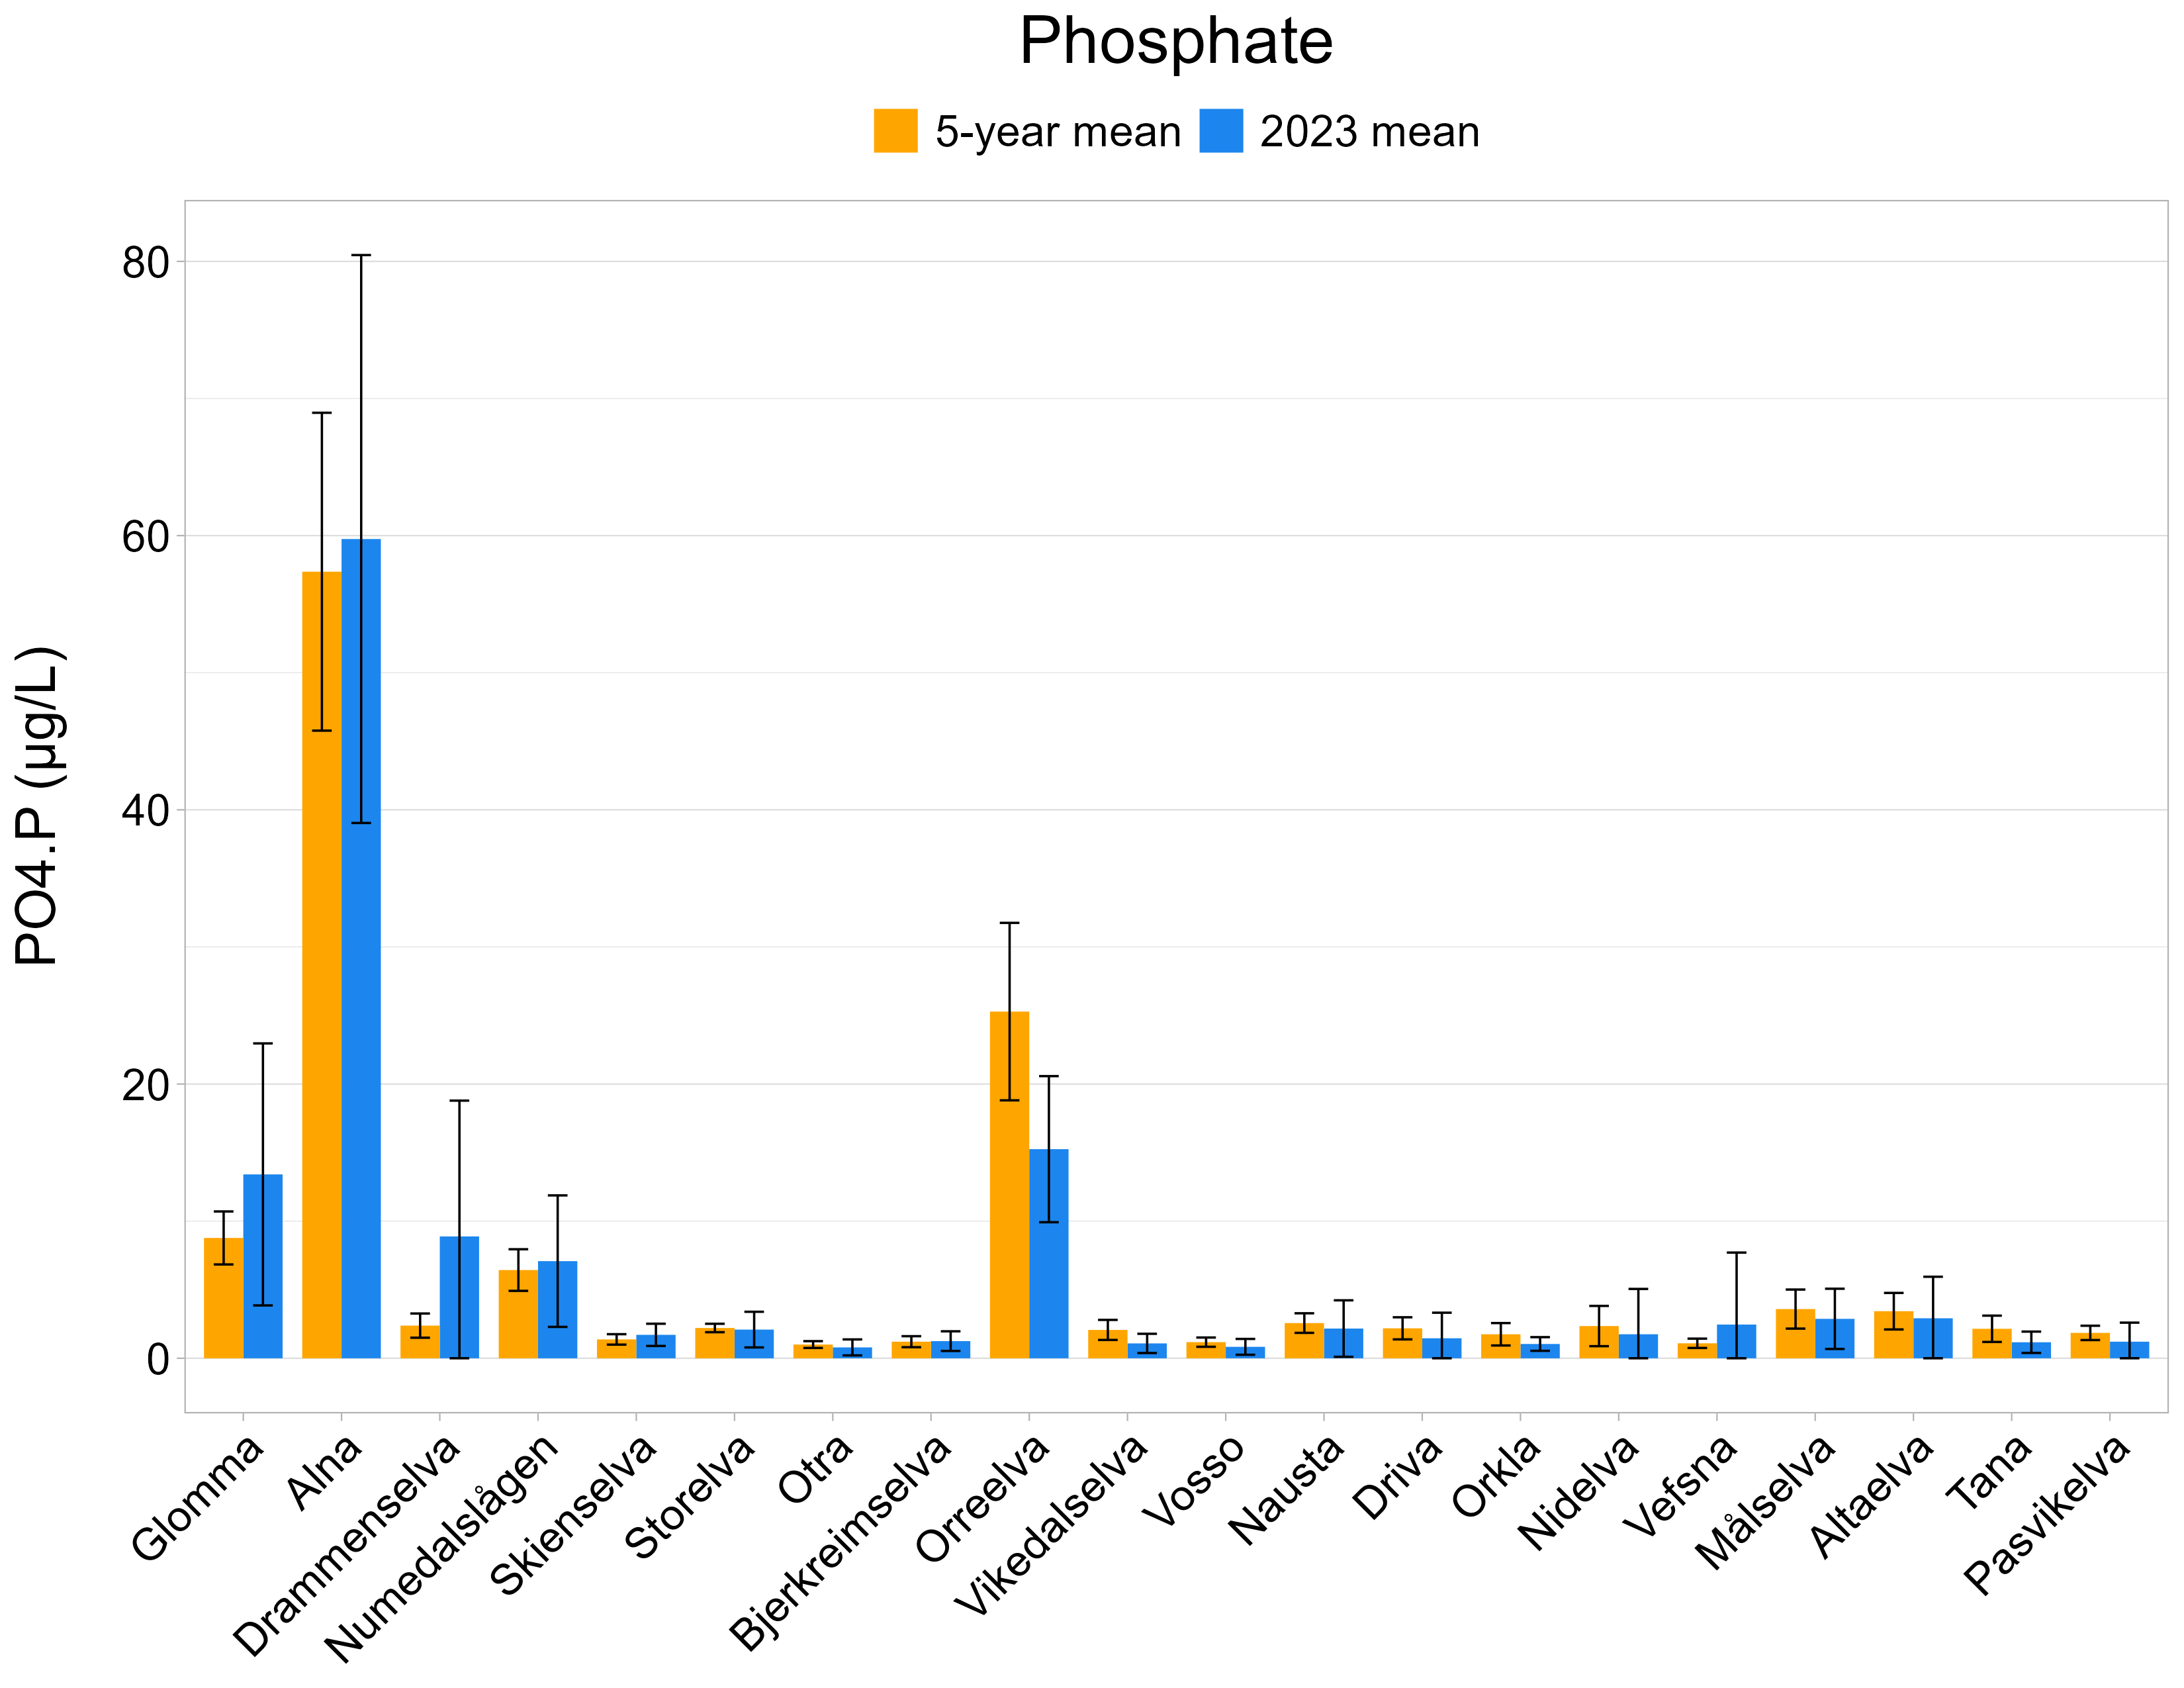 Phosphate
5-year mean 2023 mean
PO4.P (µg/L)
80
60
40
20
0
Glomma
Alna
Drammenselva
Numedalslågen
Skienselva
Storelva
Otra
Bjerkreimselva
Orreelva
Vikedalselva
Vosso
Nausta
Driva
Orkla
Nidelva
Vefsna
Målselva
Altaelva
Tana
Pasvikelva